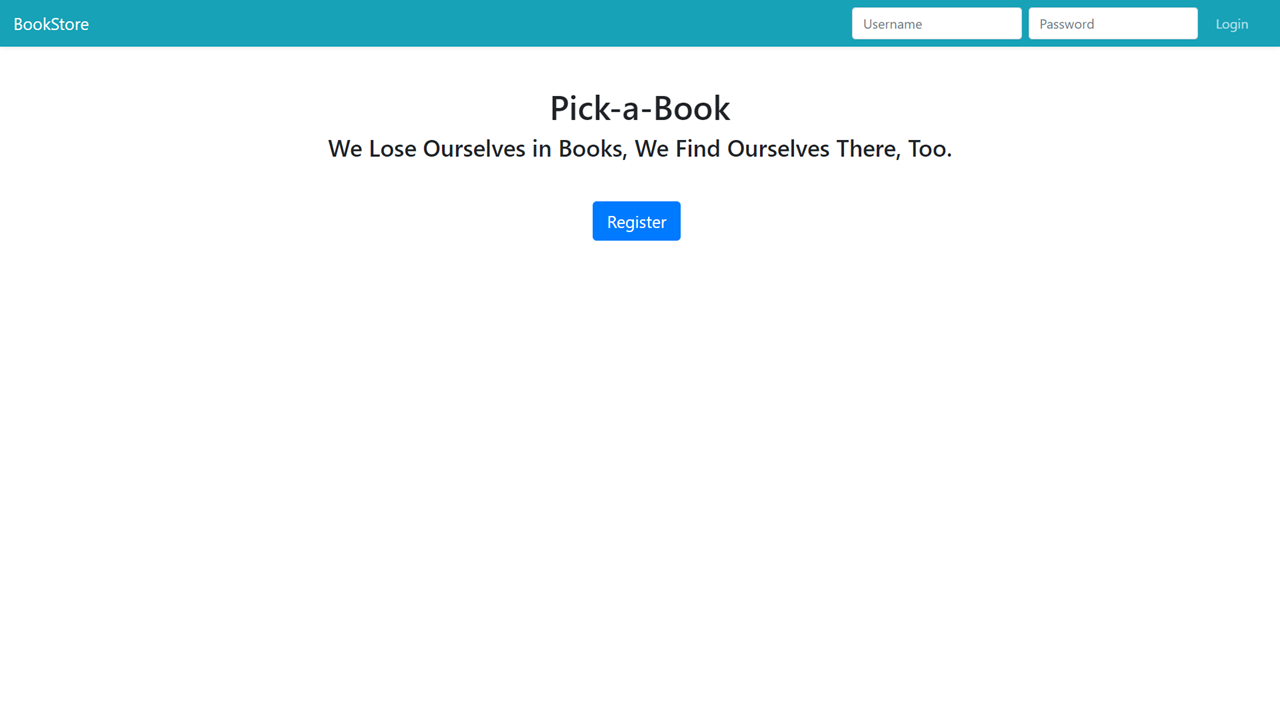 BookStore
Username
Password
Login
Pick-a-Book
We Lose Ourselves in Books, We Find Ourselves There, Too.
Register